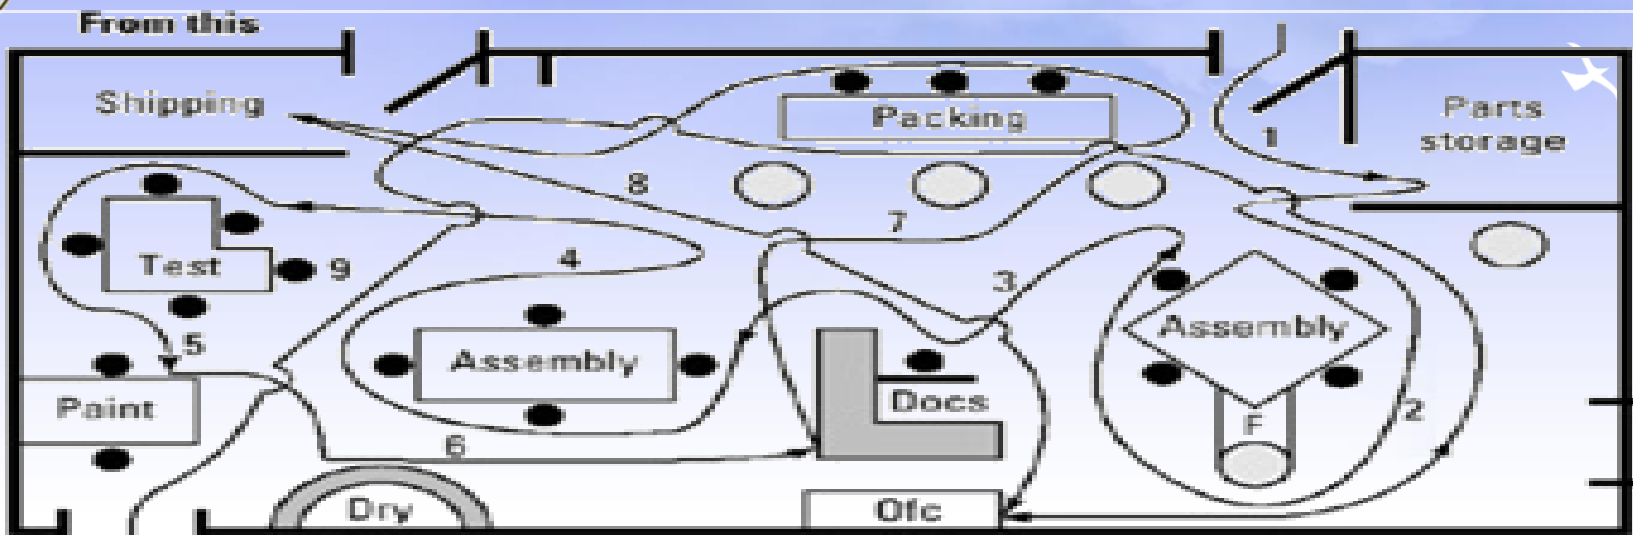 From this
Shipping
Packing
1
Parts
storage
8
7
4
3
Test
9
Assembly
5
Assembly
Paint
Docs
2
F
6
Dry
Ofc